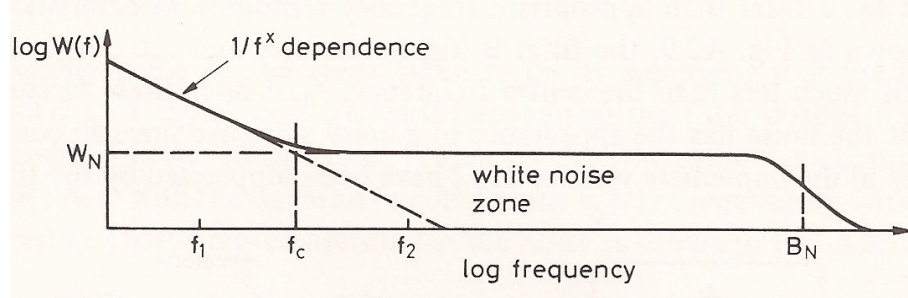 log W(f)
1/f^x dependence
W_N
white noise
zone
f_1
f_c
f_2
B_N
log frequency